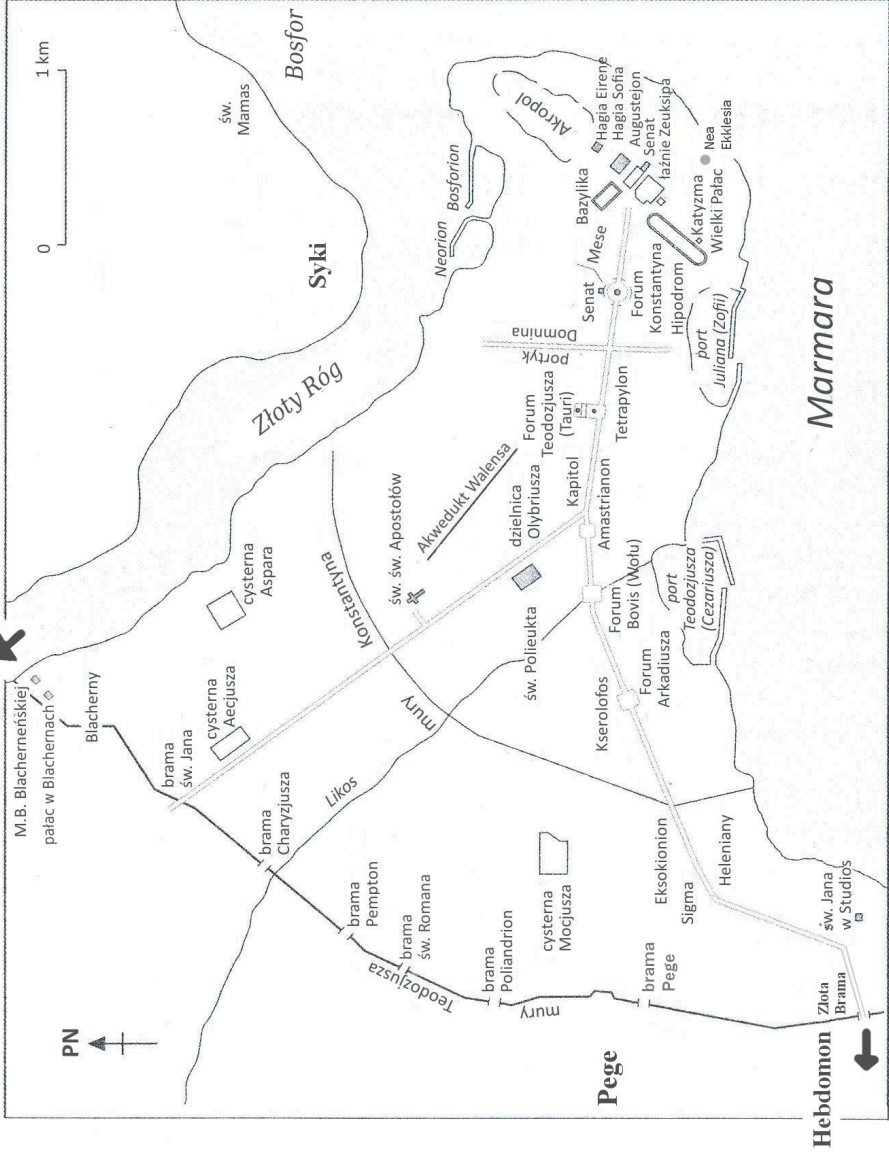 PN
0
1 km
Bosfor
św.
Mamas
Syki
Złoty Róg
M.B. Blacherneńskiej
pałac w Blachernach
Blacherny
brama
św. Jana
cysterna
Aecjusza
cysterna
Aspara
brama
Charyzjusza
Likos
mury
Konstantyna
św. św. Apostołów
Akwedukt Walensa
Neorion
Bosforion
Akropol
Hagia Eirene
Hagia Sofia
Augustejon
Senat
łaźnie Zeuksipa
Bazylika
Mese
Senat
Forum
Konstantyna
Hipodrom
Katyzma
Wielki Pałac
Nea
Ekklesia
portyk
Domnina
port
Juliana (Zofii)
Forum
Teodozjusza
(Tauri)
Tetrapylon
dzielnica
Olybriusza
Kapitol
Amastrianon
św. Polieukta
Forum
Bovis (Wołu)
port
Teodozjusza
(Cezariusza)
Kserolofos
Forum
Arkadiusza
brama
Pempton
brama
św. Romana
mury
Teodozjusza
brama
Poliandrion
cysterna
Mocjusza
brama
Pege
Pege
Eksokionion
Sigma
Heleniany
św. Jana
w Studios
Złota
Brama
Hebdomon
Marmara